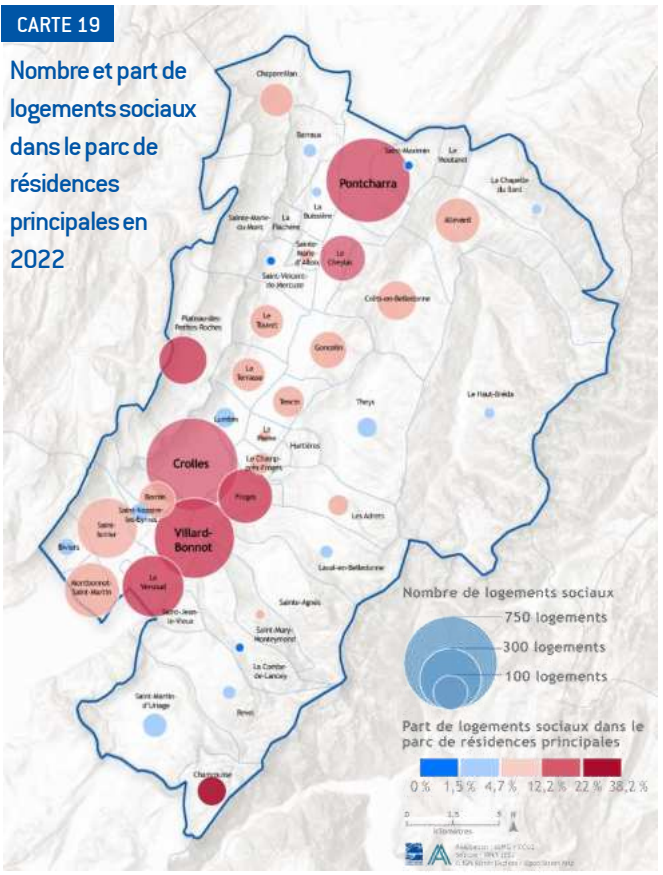 CARTE 19
Nombre et part de
logements sociaux
dans le parc de
résidences
principales en
2022
Chapareillan
Barraux
Saint-Maximin
Le
Moutaret
Pontcharra
La Chapelle
du Bard
La
Buissière
Allevard
Sainte-Marie-
du-Mont
La
Flachère
Sainte-
Marie-
d'Alloix
Le
Cheylas
Saint-Vincent-
de-Mercuze
Crêts-en-Belledonne
Plateau-des-
Petites-Roches
Le
Touvet
Goncelin
La
Terrasse
Tencin
Theys
Le Haut-Bréda
Lumbin
La
Pierre
Hurtières
Crolles
Le Champ-
près-Froges
Froges
Bernin
Saint-Nazaire-
les-Eymes
Les Adrets
Saint-
Ismier
Villard-
Bonnot
Biviers
Laval-en-Belledonne
Montbonnot-
Saint-Martin
Le
Versoud
Sainte-Agnès
Saint-Jean-
le-Vieux
Saint-Mury-
Monteymond
La Combe-
de-Lancey
Saint-Martin
d'Uriage
Revel
Chamrousse
Nombre de logements sociaux
750 logements
300 logements
100 logements
Part de logements sociaux dans le
parc de résidences principales
0 % 1,5 % 4,7 % 12,2 % 22 % 38,2 %
0 2,5 5 N
kilomètres